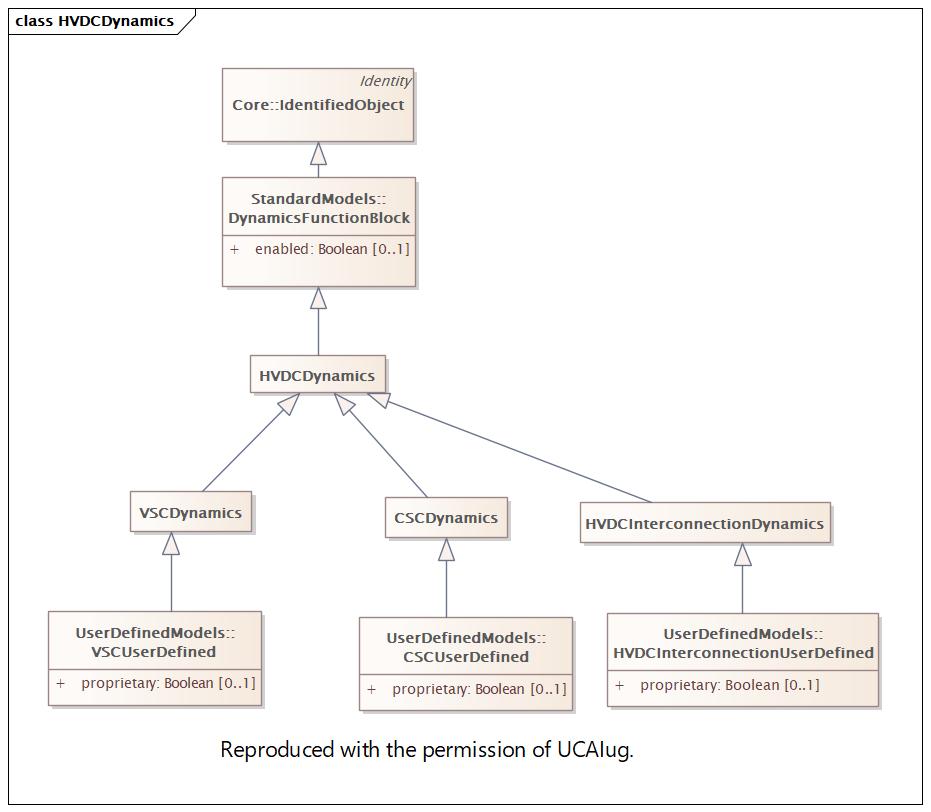 class HVDCDynamics
Identity
Core::IdentifiedObject
StandardModels::
DynamicsFunctionBlock
+ enabled: Boolean [0..1]
HVDCDynamics
VSCDynamics
CSCDynamics
HVDCInterconnectionDynamics
UserDefinedModels::
VSCUserDefined
+ proprietary: Boolean [0..1]
UserDefinedModels::
CSCUserDefined
+ proprietary: Boolean [0..1]
UserDefinedModels::
HVDCInterconnectionUserDefined
+ proprietary: Boolean [0..1]
Reproduced with the permission of UCAIug.